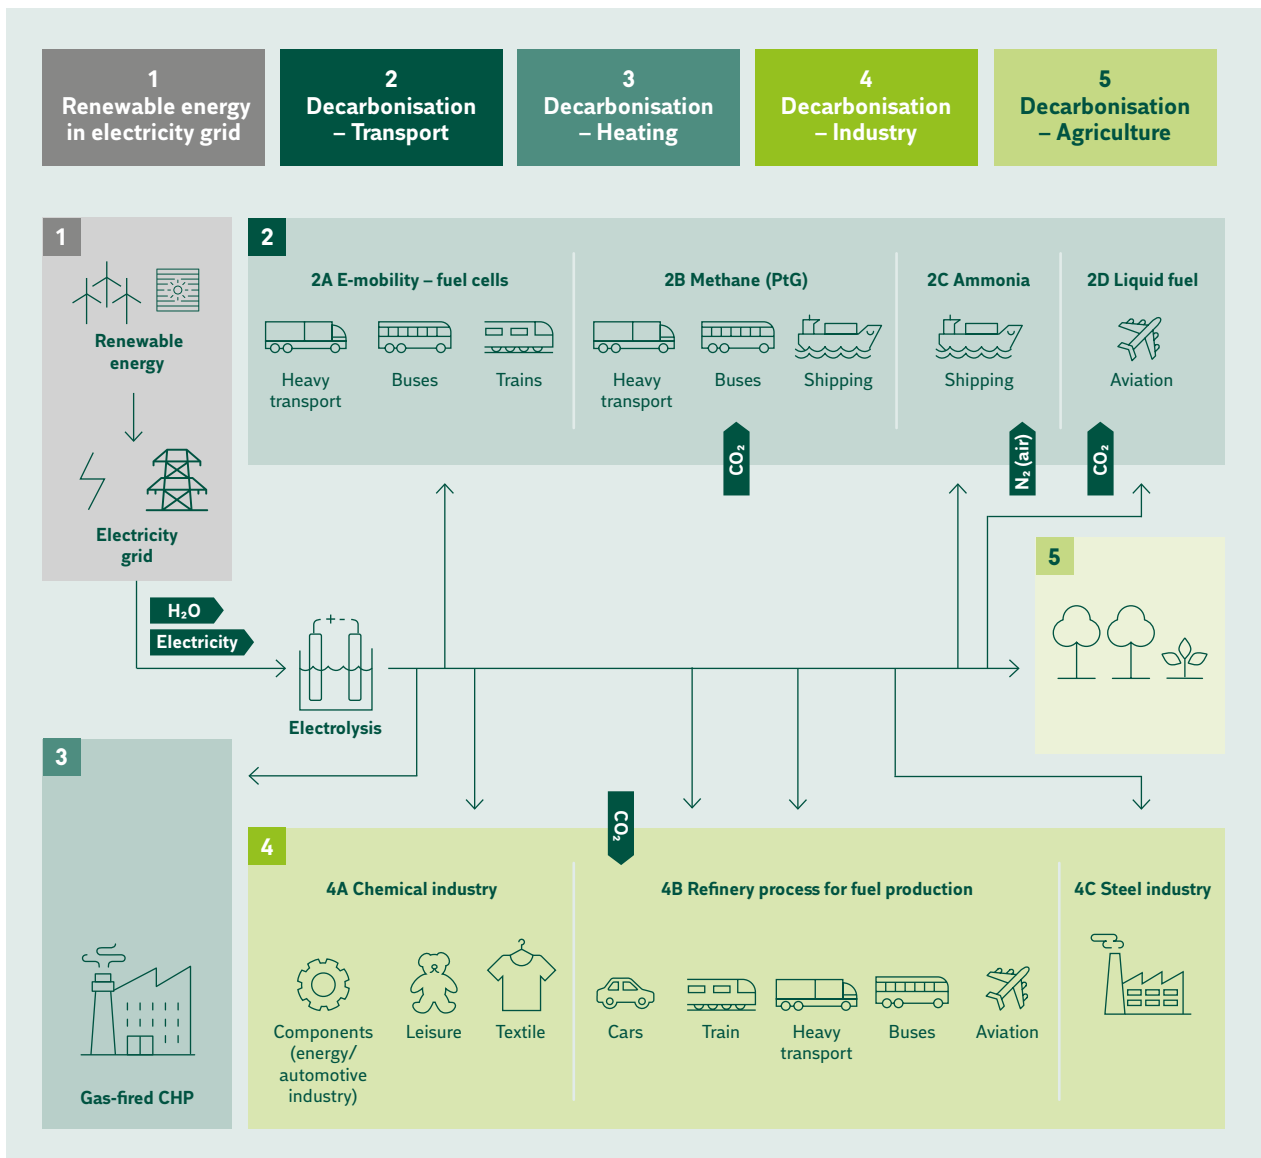 1
Renewable energy
in electricity grid
2
Decarbonisation
– Transport
3
Decarbonisation
– Heating
4
Decarbonisation
– Industry
5
Decarbonisation
– Agriculture
1
Renewable
energy
Electricity
grid
2
2A E-mobility – fuel cells
Heavy
transport
Buses
Trains
2B Methane (PtG)
Heavy
transport
Buses
Shipping
CO₂
2C Ammonia
Shipping
N₂ (air)
2D Liquid fuel
Aviation
CO₂
H₂O
Electricity
+ –
Electrolysis
5
3
Gas-fired CHP
4
4A Chemical industry
Components
(energy/
automotive
industry)
Leisure
Textile
CO₂
4B Refinery process for fuel production
Cars
Train
Heavy
transport
Buses
Aviation
4C Steel industry